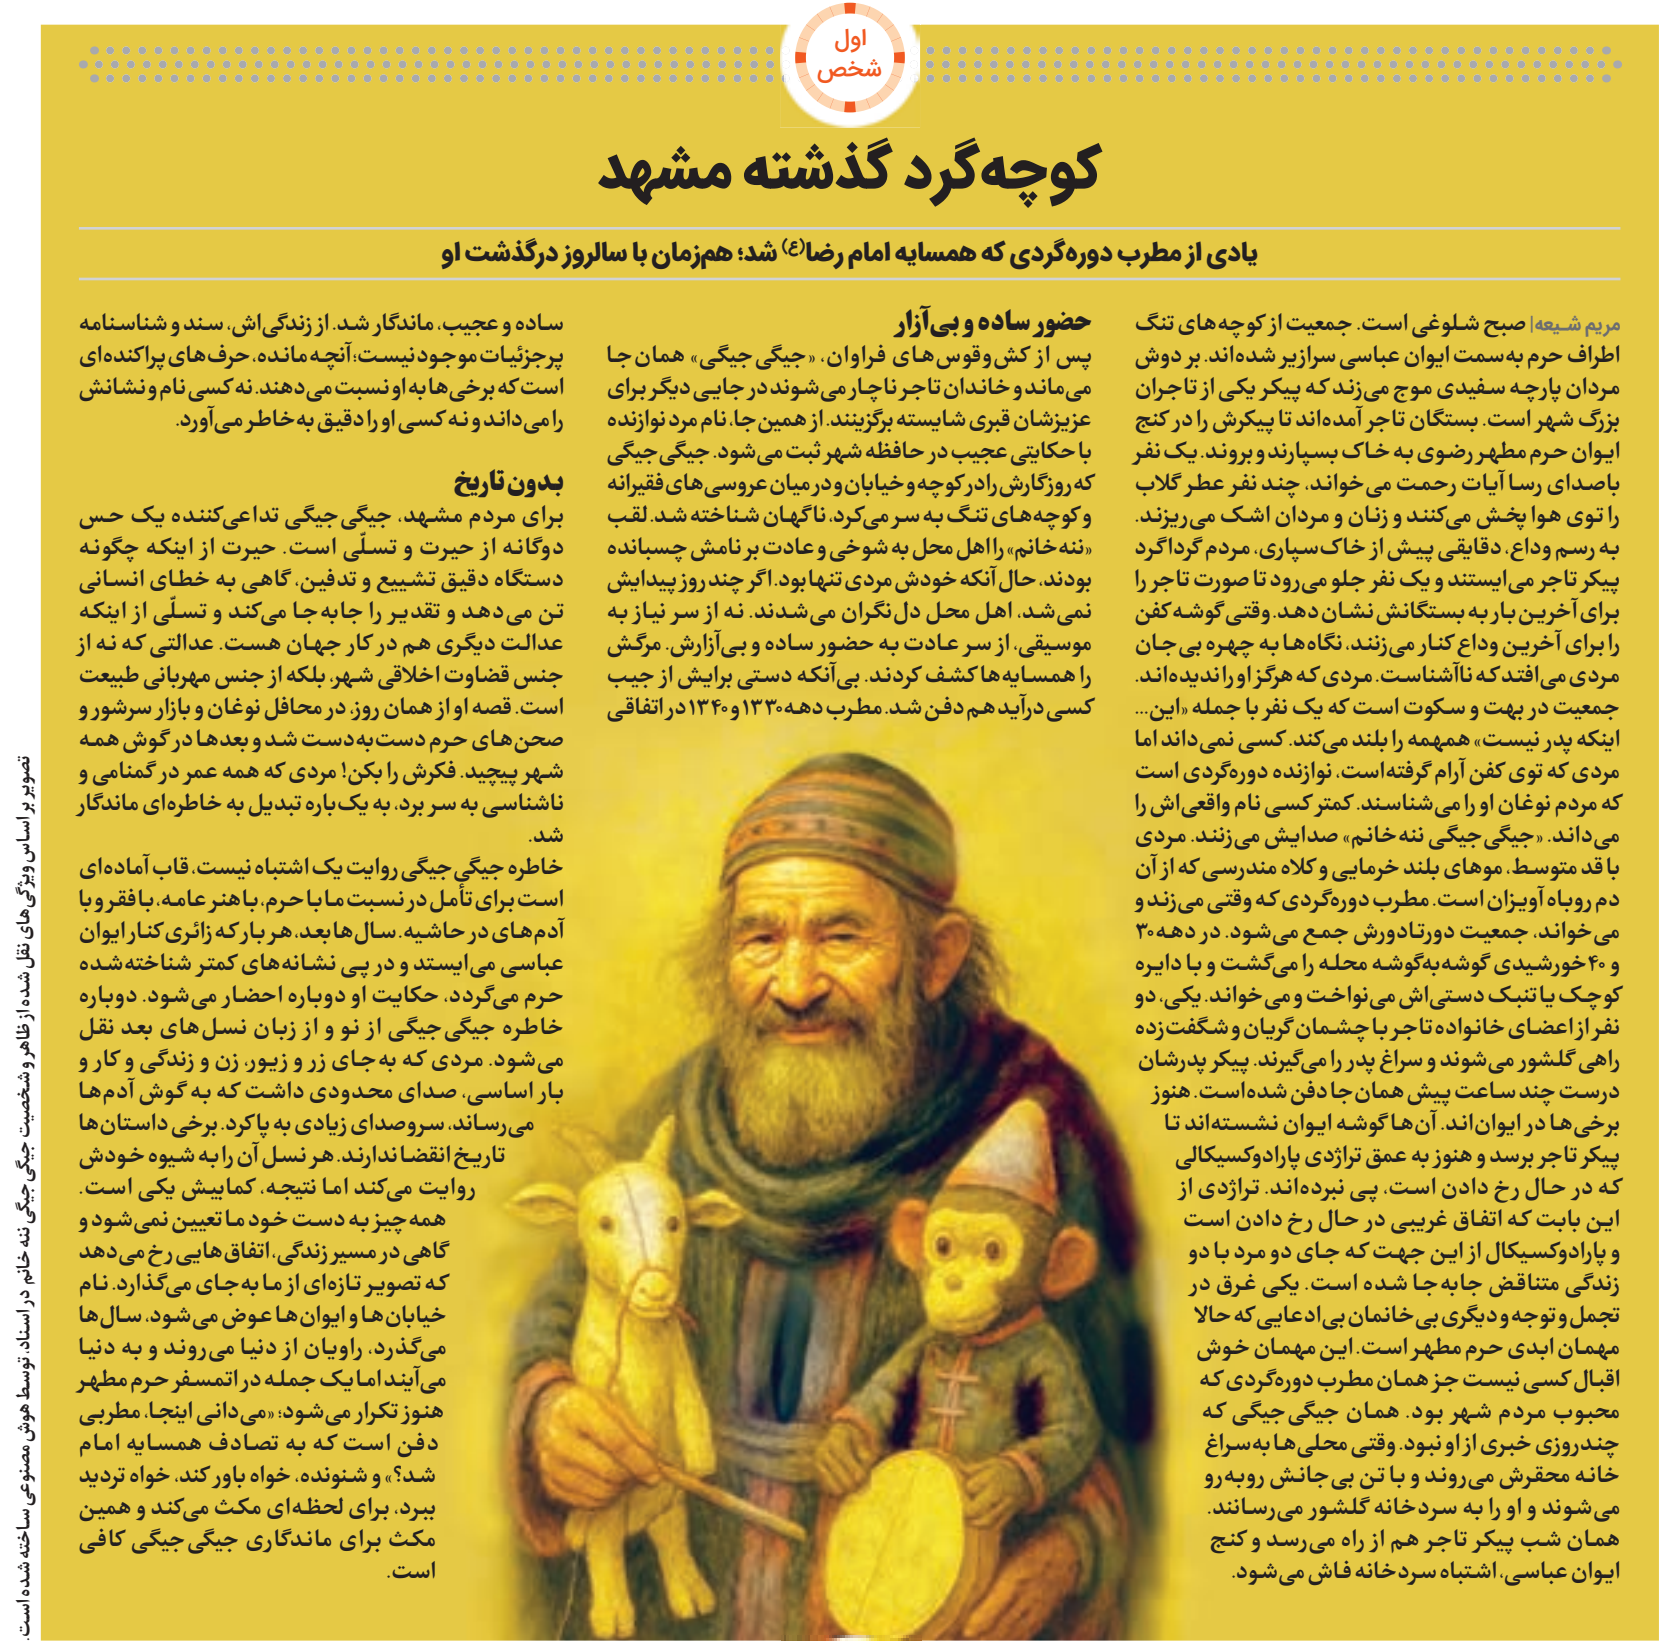 اول
شخص
کوچه‌گرد گذشته مشهد
یادی از مطرب دوره‌گردی که همسایه امام رضا(ع) شد؛ هم‌زمان با سالروز درگذشت او
مریم شیعه| صبح شلوغی است. جمعیت از کوچه‌های تنگ
اطراف حرم به‌سمت ایوان عباسی سرازیر شده‌اند. بر دوش
مردان پارچه سفیدی موج می‌زند که پیکر یکی از تاجران
بزرگ شهر است. بستگان تاجر آمده‌اند تا پیکرش را در کنج
ایوان حرم مطهر رضوی به خاک بسپارند و بروند. یک نفر
باصدای رسا آیات رحمت می‌خواند، چند نفر عطر گلاب
را توی هوا پخش می‌کنند و زنان و مردان اشک می‌ریزند.
به رسم وداع، دقایقی پیش از خاک‌سپاری، مردم گرداگرد
پیکر تاجر می‌ایستند و یک نفر جلو می‌رود تا صورت تاجر را
برای آخرین بار به بستگانش نشان دهد. وقتی گوشه کفن
را برای آخرین وداع کنار می‌زنند، نگاه‌ها به چهره بی‌جان
مردی می‌افتد که ناآشناست. مردی که هرگز او را ندیده‌اند.
جمعیت در بهت و سکوت است که یک نفر با جمله «این...
اینکه پدر نیست» همهمه را بلند می‌کند. کسی نمی‌داند اما
مردی که توی کفن آرام گرفته‌است، نوازنده دوره‌گردی است
که مردم نوغان او را می‌شناسند. کمتر کسی نام واقعی‌اش را
می‌داند. «جیگی جیگی ننه خانم» صدایش می‌زنند. مردی
با قد متوسط، موهای بلند خرمایی و کلاه مندرسی که از آن
دم روباه آویزان است. مطرب دوره‌گردی که وقتی می‌زند و
می‌خواند، جمعیت دورتادورش جمع می‌شود. در دهه ۳۰
و ۴۰ خورشیدی گوشه‌به‌گوشه محله را می‌گشت و با دایره
کوچک یا تنبک دستی‌اش می‌نواخت و می‌خواند. یکی، دو
نفر از اعضای خانواده تاجر با چشمان گریان و شگفت‌زده
راهی گلشور می‌شوند و سراغ پدر را می‌گیرند. پیکر پدرشان
درست چند ساعت پیش همان جا دفن شده‌است. هنوز
برخی‌ها در ایوان‌اند. آن‌ها گوشه ایوان نشسته‌اند تا
پیکر تاجر برسد و هنوز به عمق تراژدی پارادوکسیکالی
که در حال رخ دادن است، پی نبرده‌اند. تراژدی از
این بابت که اتفاق غریبی در حال رخ دادن است
و پارادوکسیکال از این جهت که جای دو مرد با دو
زندگی متناقض جابه‌جا شده است. یکی غرق در
تجمل و توجه و دیگری بی‌خانمان بی‌ادعایی که حالا
مهمان ابدی حرم مطهر است. این مهمان خوش
اقبال کسی نیست جز همان مطرب دوره‌گردی که
محبوب مردم شهر بود. همان جیگی جیگی که
چندروزی خبری از او نبود. وقتی محلی‌ها به‌سراغ
خانه محقرش می‌روند و با تن بی‌جانش روبه‌رو
می‌شوند و او را به سردخانه گلشور می‌رسانند.
همان شب پیکر تاجر هم از راه می‌رسد و کنج
ایوان عباسی، اشتباه سردخانه فاش می‌شود.
حضور ساده و بی‌آزار
پس از کش‌وقوس‌های فراوان، «جیگی جیگی» همان جا
می‌ماند و خاندان تاجر ناچار می‌شوند در جایی دیگر برای
عزیزشان قبری شایسته برگزینند. از همین جا، نام مرد نوازنده
با حکایتی عجیب در حافظه شهر ثبت می‌شود. جیگی جیگی
که روزگارش را در کوچه و خیابان و در میان عروسی‌های فقیرانه
و کوچه‌های تنگ به سر می‌کرد، ناگهان شناخته شد. لقب
«ننه خانم» را اهل محل به شوخی و عادت بر نامش چسبانده
بودند، حال آنکه خودش مردی تنها بود. اگر چند روز پیدایش
نمی‌شد، اهل محل دل‌نگران می‌شدند. نه از سر نیاز به
موسیقی، از سر عادت به حضور ساده و بی‌آزارش. مرگش
را همسایه‌ها کشف کردند. بی‌آنکه دستی برایش از جیب
کسی درآید هم دفن شد. مطرب دهه ۱۳۳۰ و ۱۳۴۰ در اتفاقی
ساده و عجیب، ماندگار شد. از زندگی‌اش، سند و شناسنامه
پر جزئیات موجود نیست؛ آنچه مانده، حرف‌های پراکنده‌ای
است که برخی‌ها به او نسبت می‌دهند. نه کسی نام و نشانش
را می‌داند و نه کسی او را دقیق به‌خاطر می‌آورد.
بدون تاریخ
برای مردم مشهد، جیگی جیگی تداعی‌کننده یک حس
دوگانه از حیرت و تسلّی است. حیرت از اینکه چگونه
دستگاه دقیق تشییع و تدفین، گاهی به خطای انسانی
تن می‌دهد و تقدیر را جابه‌جا می‌کند و تسلّی از اینکه
عدالت دیگری هم در کار جهان هست. عدالتی که نه از
جنس قضاوت اخلاقی شهر، بلکه از جنس مهربانی طبیعت
است. قصه او از همان روز، در محافل نوغان و بازار سرشور و
صحن‌های حرم دست‌به‌دست شد و بعدها در گوش همه
شهر پیچید. فکرش را بکن! مردی که همه عمر در گمنامی و
ناشناسی به سر برد، به یک‌باره تبدیل به خاطره‌ای ماندگار
شد.
خاطره جیگی جیگی روایت یک اشتباه نیست، قاب آماده‌ای
است برای تأمل در نسبت ما با حرم، با هنر عامه، با فقر و با
آدم‌های در حاشیه. سال‌ها بعد، هر بار که زائری کنار ایوان
عباسی می‌ایستد و در پی نشانه‌های کمتر شناخته‌شده
حرم می‌گردد، حکایت او دوباره احضار می‌شود. دوباره
خاطره جیگی جیگی از نو و از زبان نسل‌های بعد نقل
می‌شود. مردی که به‌جای زر و زیور، زن و زندگی و کار و
بار اساسی، صدای محدودی داشت که به گوش آدم‌ها
می‌رساند، سروصدای زیادی به پا کرد. برخی داستان‌ها
تاریخ انقضا ندارند. هر نسل آن را به شیوه خودش
روایت می‌کند اما نتیجه، کمابیش یکی است.
همه چیز به دست خود ما تعیین نمی‌شود و
گاهی در مسیر زندگی، اتفاق‌هایی رخ می‌دهد
که تصویر تازه‌ای از ما به‌جای می‌گذارد. نام
خیابان‌ها و ایوان‌ها عوض می‌شود، سال‌ها
می‌گذرد، راویان از دنیا می‌روند و به دنیا
می‌آیند اما یک جمله در اتمسفر حرم مطهر
هنوز تکرار می‌شود؛ «می‌دانی اینجا، مطربی
دفن است که به تصادف همسایه امام
شد؟» و شنونده، خواه باور کند، خواه تردید
ببرد، برای لحظه‌ای مکث می‌کند و همین
مکث برای ماندگاری جیگی جیگی کافی
است.
تصویر بر اساس ویژگی‌های نقل شده از ظاهر و شخصیت جیگی جیگی ننه خانم در اسناد، توسط هوش مصنوعی ساخته شده است.